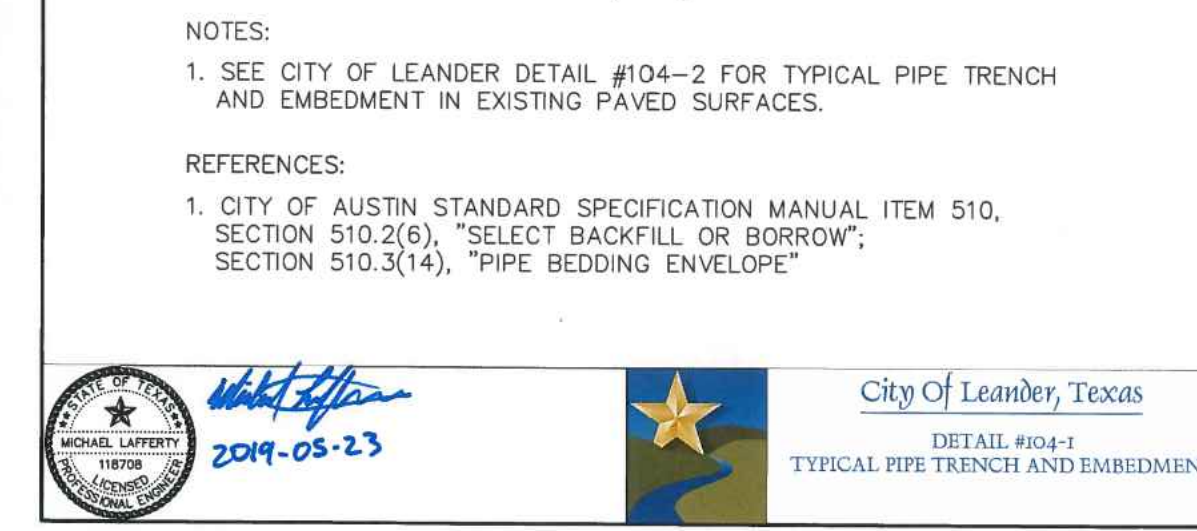 NOTES:
1. SEE CITY OF LEANDER DETAIL #104-2 FOR TYPICAL PIPE TRENCH
AND EMBEDMENT IN EXISTING PAVED SURFACES.
REFERENCES:
1. CITY OF AUSTIN STANDARD SPECIFICATION MANUAL ITEM 510,
SECTION 510.2(6), "SELECT BACKFILL OR BORROW";
SECTION 510.3(14), "PIPE BEDDING ENVELOPE"
STATE OF TEXAS
MICHAEL LAFFERTY
118708
LICENSED
PROFESSIONAL ENGINEER
2019-05-23
City Of Leander, Texas
DETAIL #104-1
TYPICAL PIPE TRENCH AND EMBEDMEN